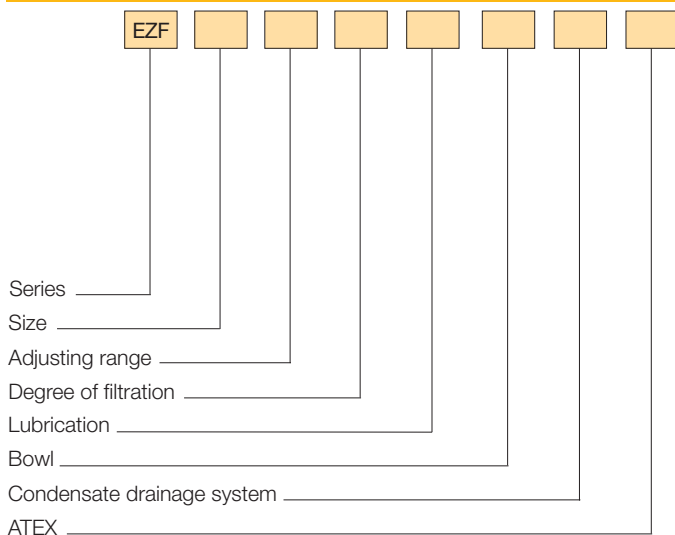 EZF
Series
Size
Adjusting range
Degree of filtration
Lubrication
Bowl
Condensate drainage system
ATEX